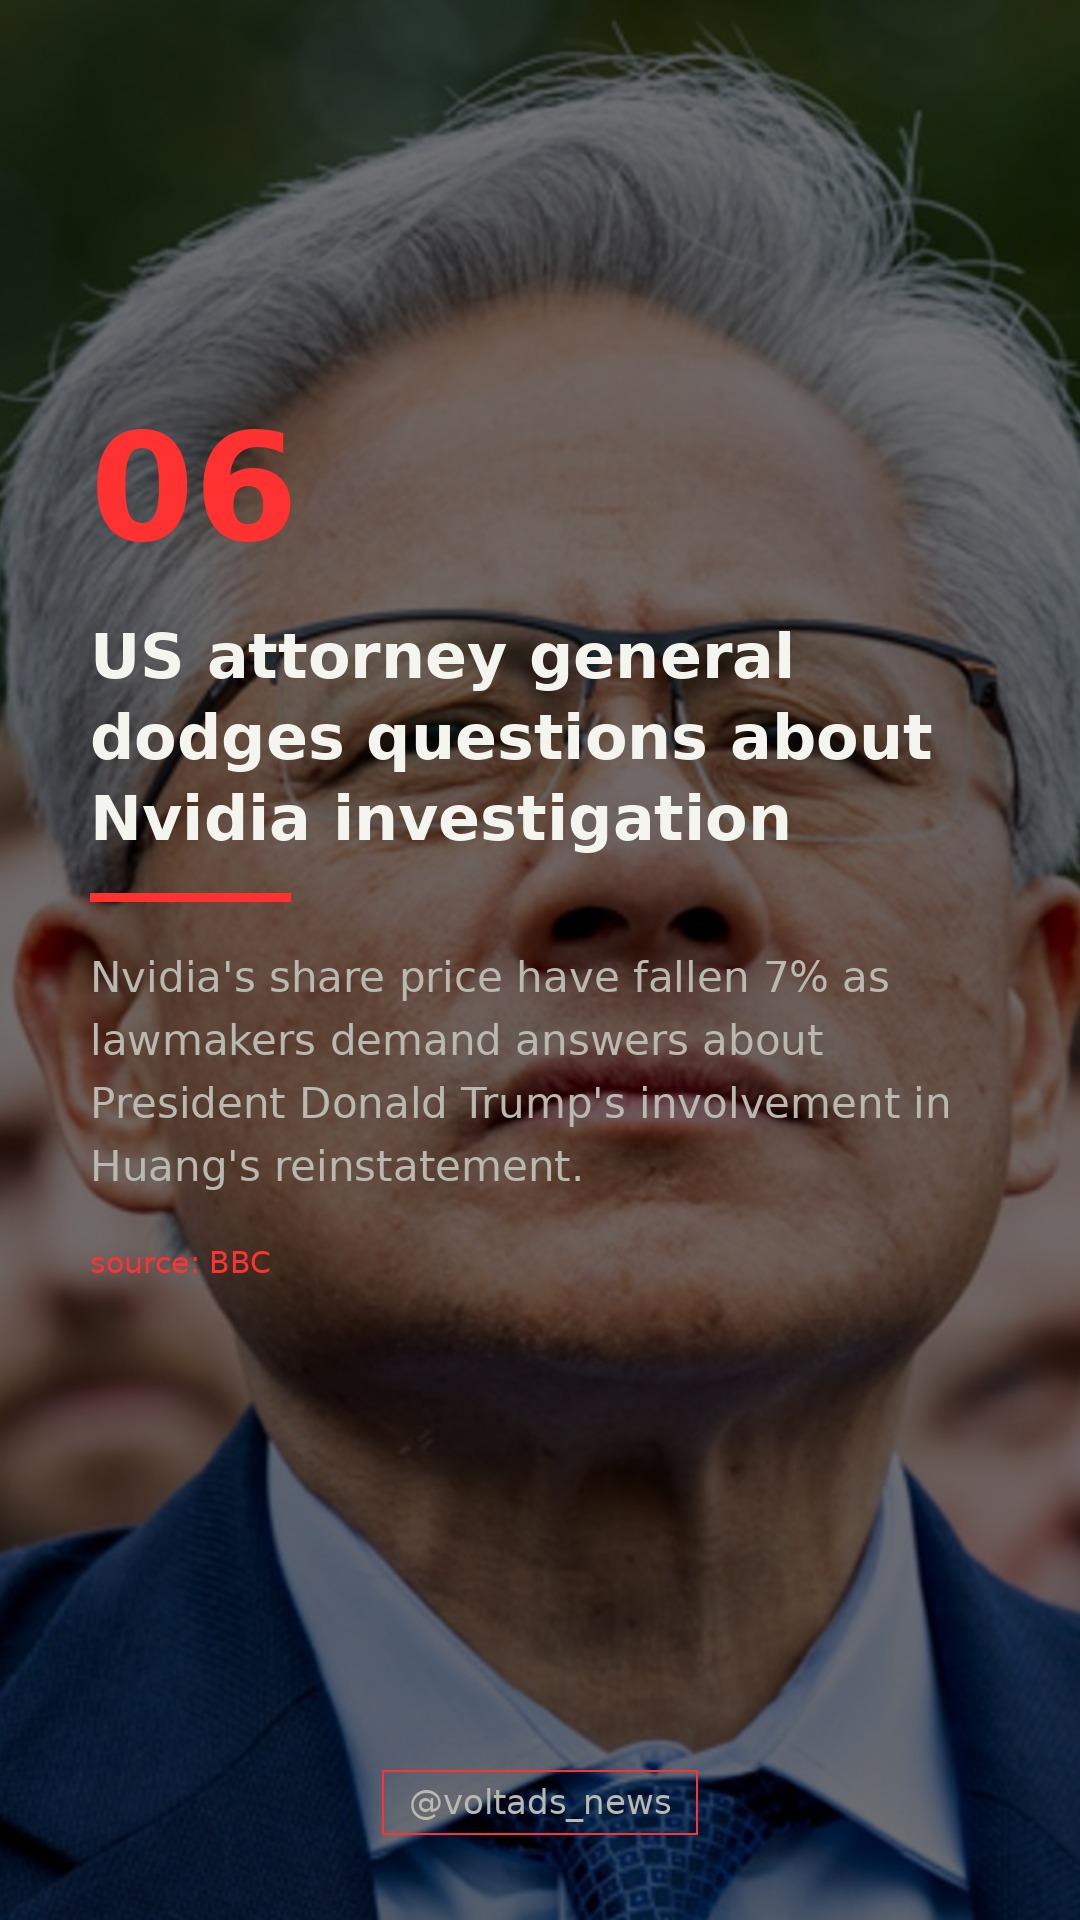 06
US attorney general
dodges questions about
Nvidia investigation
Nvidia's share price have fallen 7% as
lawmakers demand answers about
President Donald Trump's involvement in
Huang's reinstatement.
source: BBC
@voltads_news